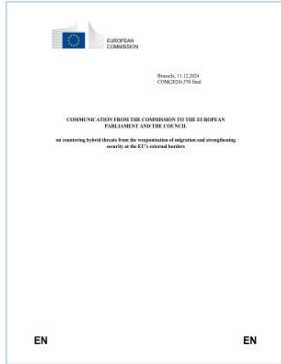 EUROPEAN
COMMISSION
Brussels, 11.12.2024
COM(2024) 570 final
COMMUNICATION FROM THE COMMISSION TO THE EUROPEAN
PARLIAMENT AND THE COUNCIL
on countering hybrid threats from the weaponisation of migration and strengthening
security at the EU's external borders
EN
EN